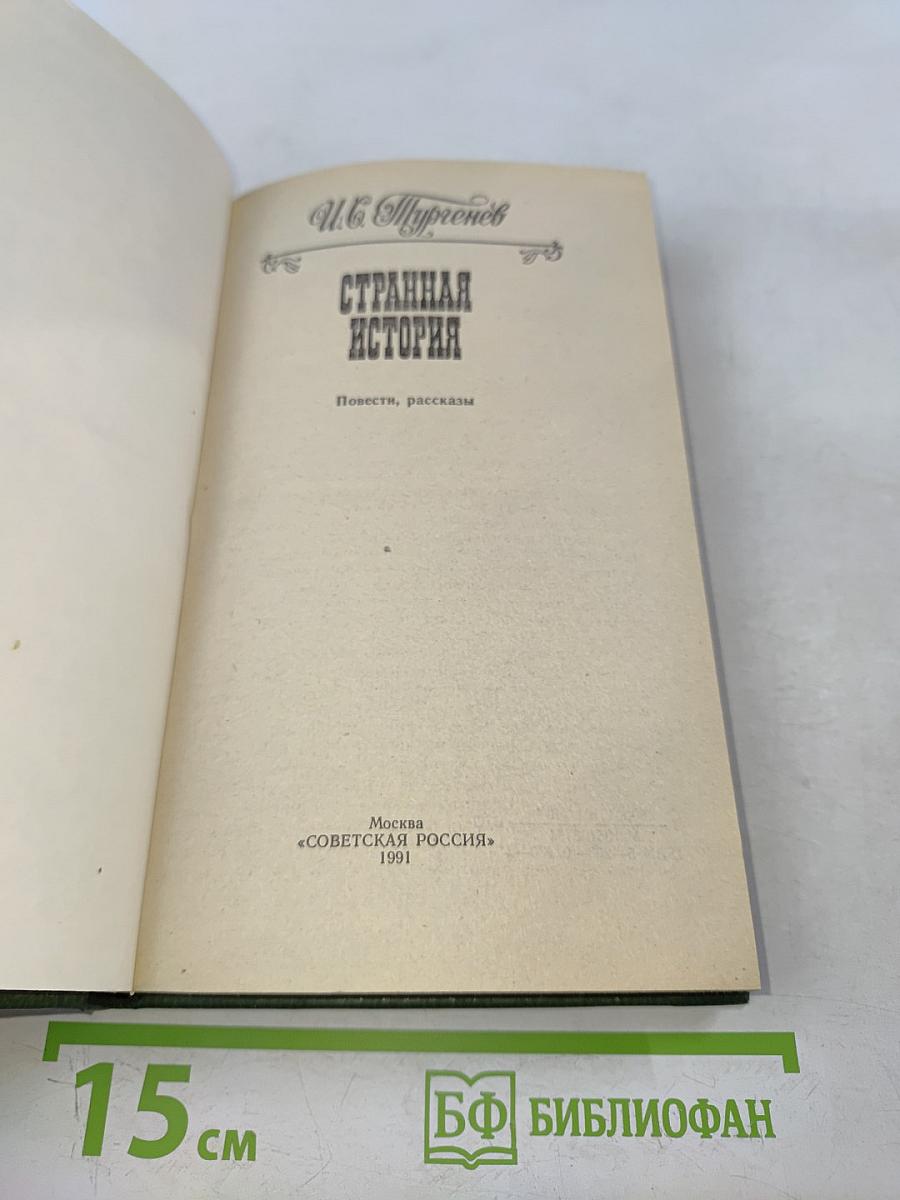 И. С. Тургенев
СТРАННАЯ
ИСТОРИЯ
Повести, рассказы
Москва
«СОВЕТСКАЯ РОССИЯ»
1991
15 см
БФ БИБЛИОФАН